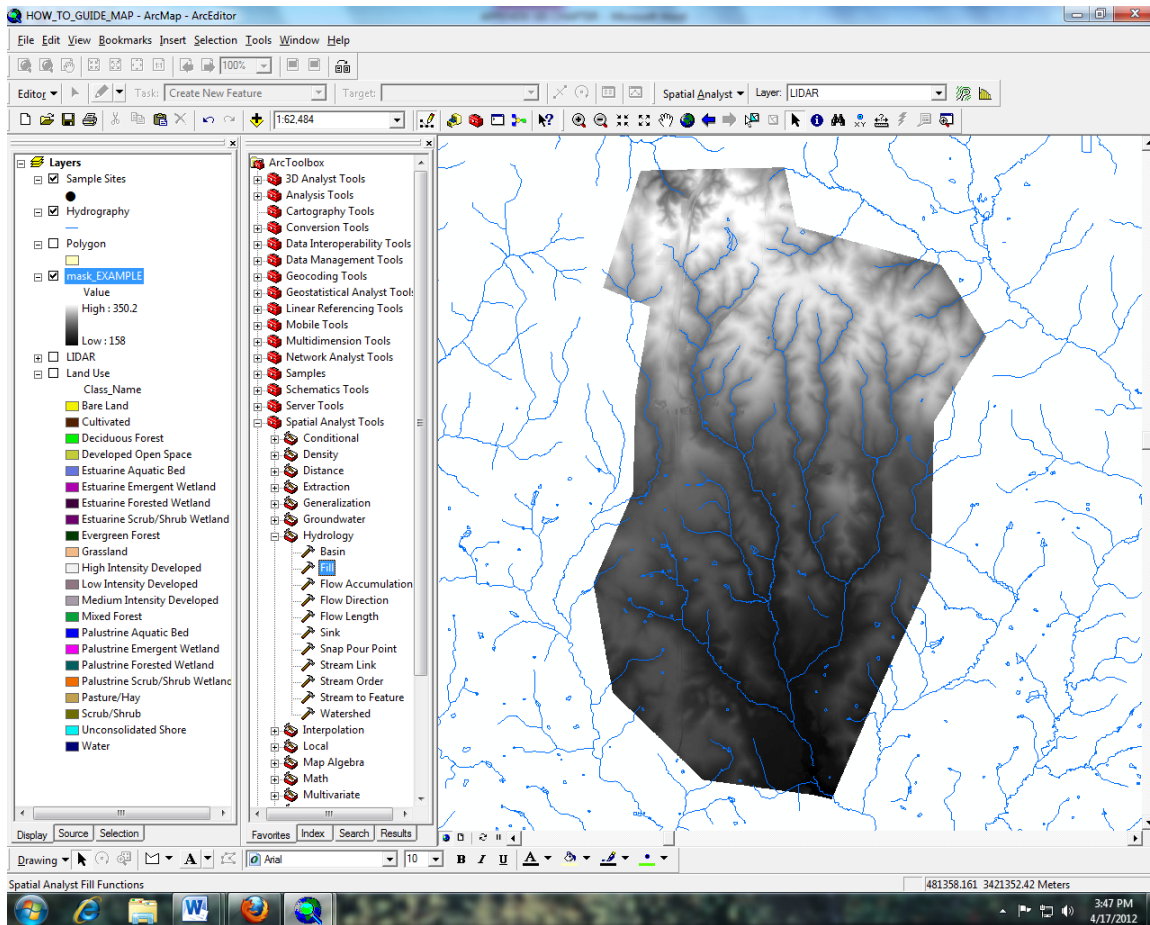 HOW_TO_GUIDE_MAP - ArcMap - ArcEditor
File Edit View Bookmarks Insert Selection Tools Window Help
100%
Editor Task: Create New Feature Target: Spatial Analyst Layer: LIDAR
1:62,484
Layers
Sample Sites
Hydrography
Polygon
mask_EXAMPLE
Value
High : 350.2
Low : 158
LIDAR
Land Use
Class_Name
Bare Land
Cultivated
Deciduous Forest
Developed Open Space
Estuarine Aquatic Bed
Estuarine Emergent Wetland
Estuarine Forested Wetland
Estuarine Scrub/Shrub Wetland
Evergreen Forest
Grassland
High Intensity Developed
Low Intensity Developed
Medium Intensity Developed
Mixed Forest
Palustrine Aquatic Bed
Palustrine Emergent Wetland
Palustrine Forested Wetland
Palustrine Scrub/Shrub Wetlanc
Pasture/Hay
Scrub/Shrub
Unconsolidated Shore
Water
Display Source Selection
ArcToolbox
3D Analyst Tools
Analysis Tools
Cartography Tools
Conversion Tools
Data Interoperability Tools
Data Management Tools
Geocoding Tools
Geostatistical Analyst Tools
Linear Referencing Tools
Mobile Tools
Multidimension Tools
Multibase Analyst Tools
Network Analyst Tools
Samples
Schematics Tools
Server Tools
Spatial Analyst Tools
Conditional
Density
Distance
Extraction
Generalization
Groundwater
Hydrology
Basin
Fill
Flow Accumulation
Flow Direction
Flow Length
Sink
Snap Pour Point
Stream Link
Stream Order
Stream to Feature
Watershed
Interpolation
Local
Map Algebra
Math
Multivariate
Favorites Index Search Results
Drawing A Arial 10 B I U A
Spatial Analyst Fill Functions
481358.161 3421352.42 Meters
3:47 PM
4/17/2012